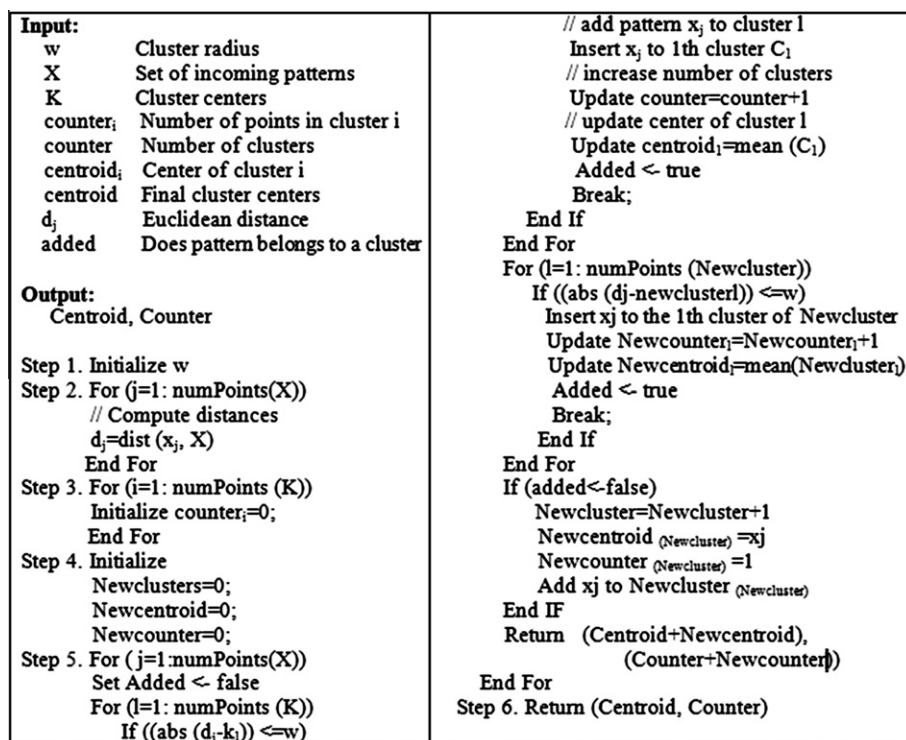 Input:
w Cluster radius
X Set of incoming patterns
K Cluster centers
counterᵢ Number of points in cluster i
counter Number of clusters
centroidᵢ Center of cluster i
centroid Final cluster centers
dⱼ Euclidean distance
added Does pattern belongs to a cluster
Output:
Centroid, Counter
Step 1. Initialize w
Step 2. For (j=1: numPoints(X))
// Compute distances
dⱼ=dist (xⱼ, X)
End For
Step 3. For (i=1: numPoints (K))
Initialize counterᵢ=0;
End For
Step 4. Initialize
Newclusters=0;
Newcentroid=0;
Newcounter=0;
Step 5. For ( j=1:numPoints(X))
Set Added <- false
For (l=1: numPoints (K))
If ((abs (dⱼ-kₗ)) <=w)
// add pattern xⱼ to cluster l
Insert xⱼ to 1th cluster C₁
// increase number of clusters
Update counter=counter+1
// update center of cluster l
Update centroid₁=mean (C₁)
Added <- true
Break;
End If
End For
For (l=1: numPoints (Newcluster))
If ((abs (dj-newclusterl)) <=w)
Insert xj to the 1th cluster of Newcluster
Update Newcounter₁=Newcounter₁+1
Update Newcentroid₁=mean(Newcluster₁)
Added <- true
Break;
End If
End For
If (added<-false)
Newcluster=Newcluster+1
Newcentroid (Newcluster) =xj
Newcounter (Newcluster) =1
Add xj to Newcluster (Newcluster)
End IF
Return (Centroid+Newcentroid),
(Counter+Newcounter))
End For
Step 6. Return (Centroid, Counter)